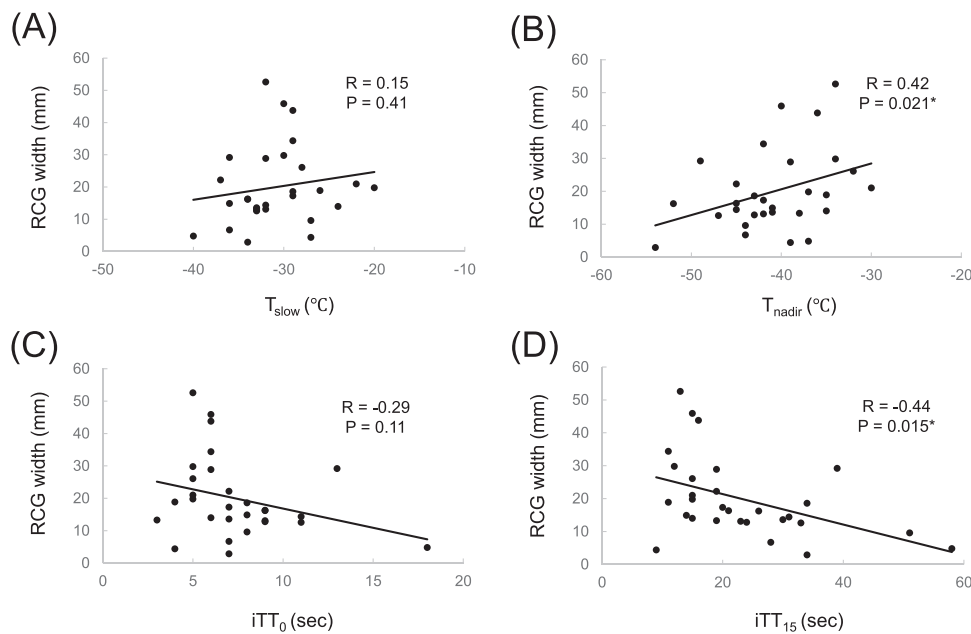 (A)
RCG width (mm)
60
50
40
30
20
10
0
-50 -40 -30 -20 -10
T_slow (℃)
R = 0.15
P = 0.41
(B)
RCG width (mm)
60
50
40
30
20
10
0
-60 -50 -40 -30 -20
T_nadir (℃)
R = 0.42
P = 0.021*
(C)
RCG width (mm)
60
50
40
30
20
10
0
0 5 10 15 20
iTT_0 (sec)
R = -0.29
P = 0.11
(D)
RCG width (mm)
60
50
40
30
20
10
0
0 20 40 60
iTT_15 (sec)
R = -0.44
P = 0.015*